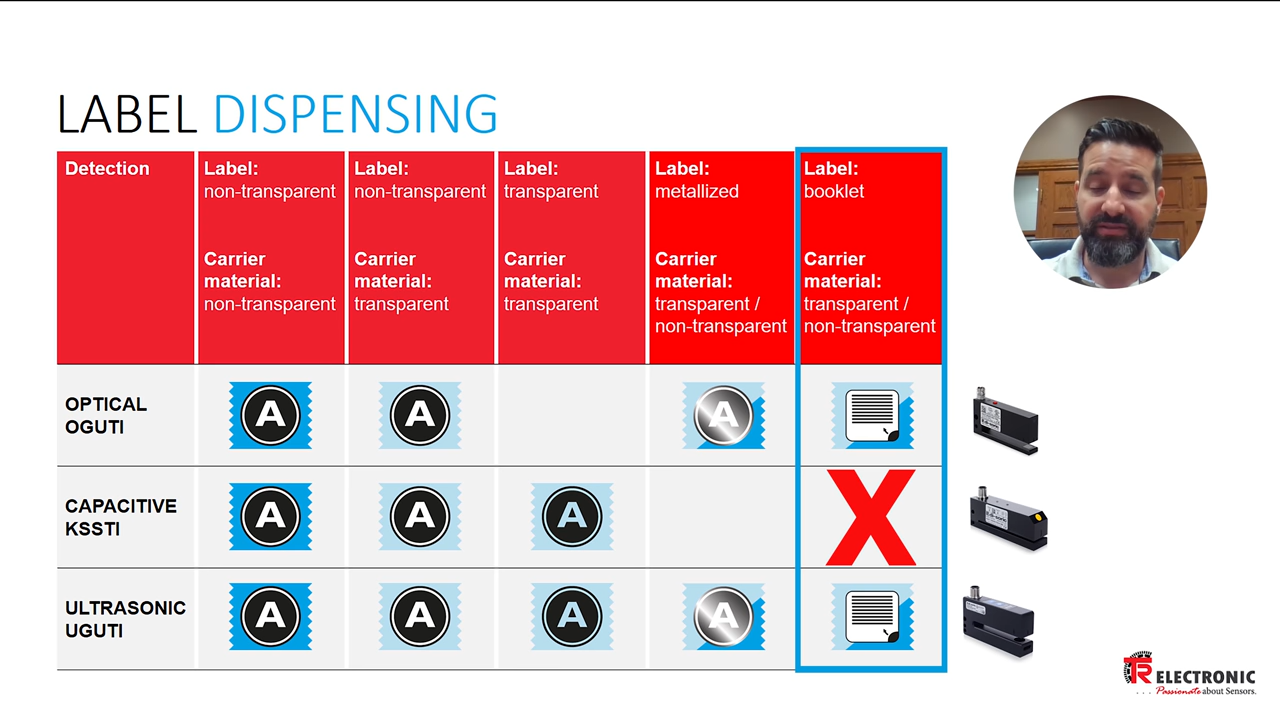 LABEL DISPENSING
Detection
Label:
non-transparent
Carrier
material:
non-transparent
Label:
non-transparent
Carrier
material:
transparent
Label:
transparent
Carrier
material:
transparent
Label:
metallized
Carrier
material:
transparent /
non-transparent
Label:
booklet
Carrier
material:
transparent /
non-transparent
OPTICAL
OGUTI
A
A
A
CAPACITIVE
KSSTI
A
A
A
X
ULTRASONIC
UGUTI
A
A
A
A
TR ELECTRONIC
. . . Passionate about Sensors.